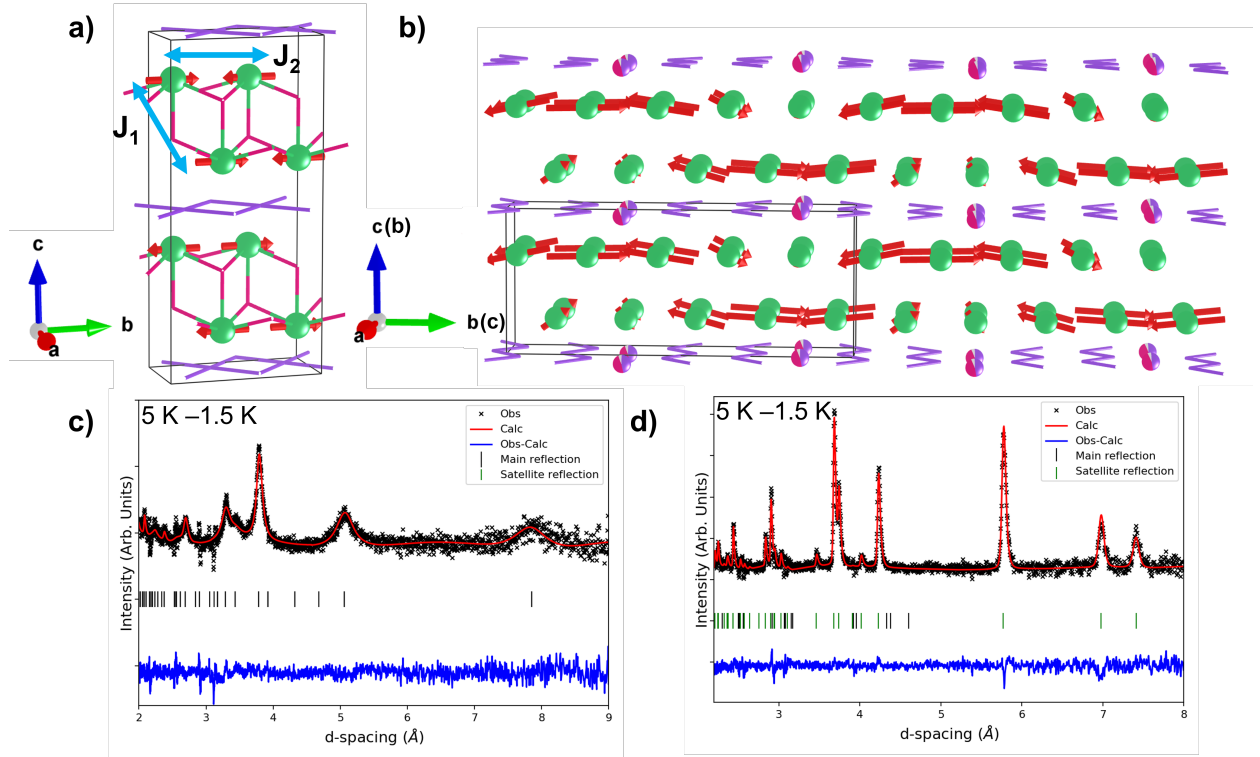 a)
J₂
J₁
c
b
a
b)
c(b)
b(c)
a
c)
5 K –1.5 K
Obs
Calc
Obs-Calc
Main reflection
Satellite reflection
Intensity (Arb. Units)
2 3 4 5 6 7 8 9
d-spacing (Å)
d)
5 K –1.5 K
Obs
Calc
Obs-Calc
Main reflection
Satellite reflection
Intensity (Arb. Units)
3 4 5 6 7 8
d-spacing (Å)